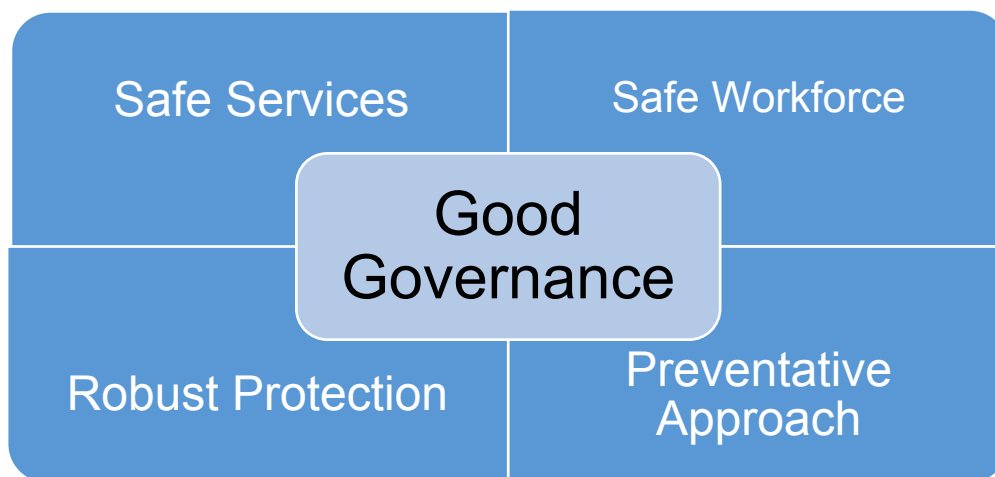 Safe Services
Safe Workforce
Good
Governance
Robust Protection
Preventative
Approach